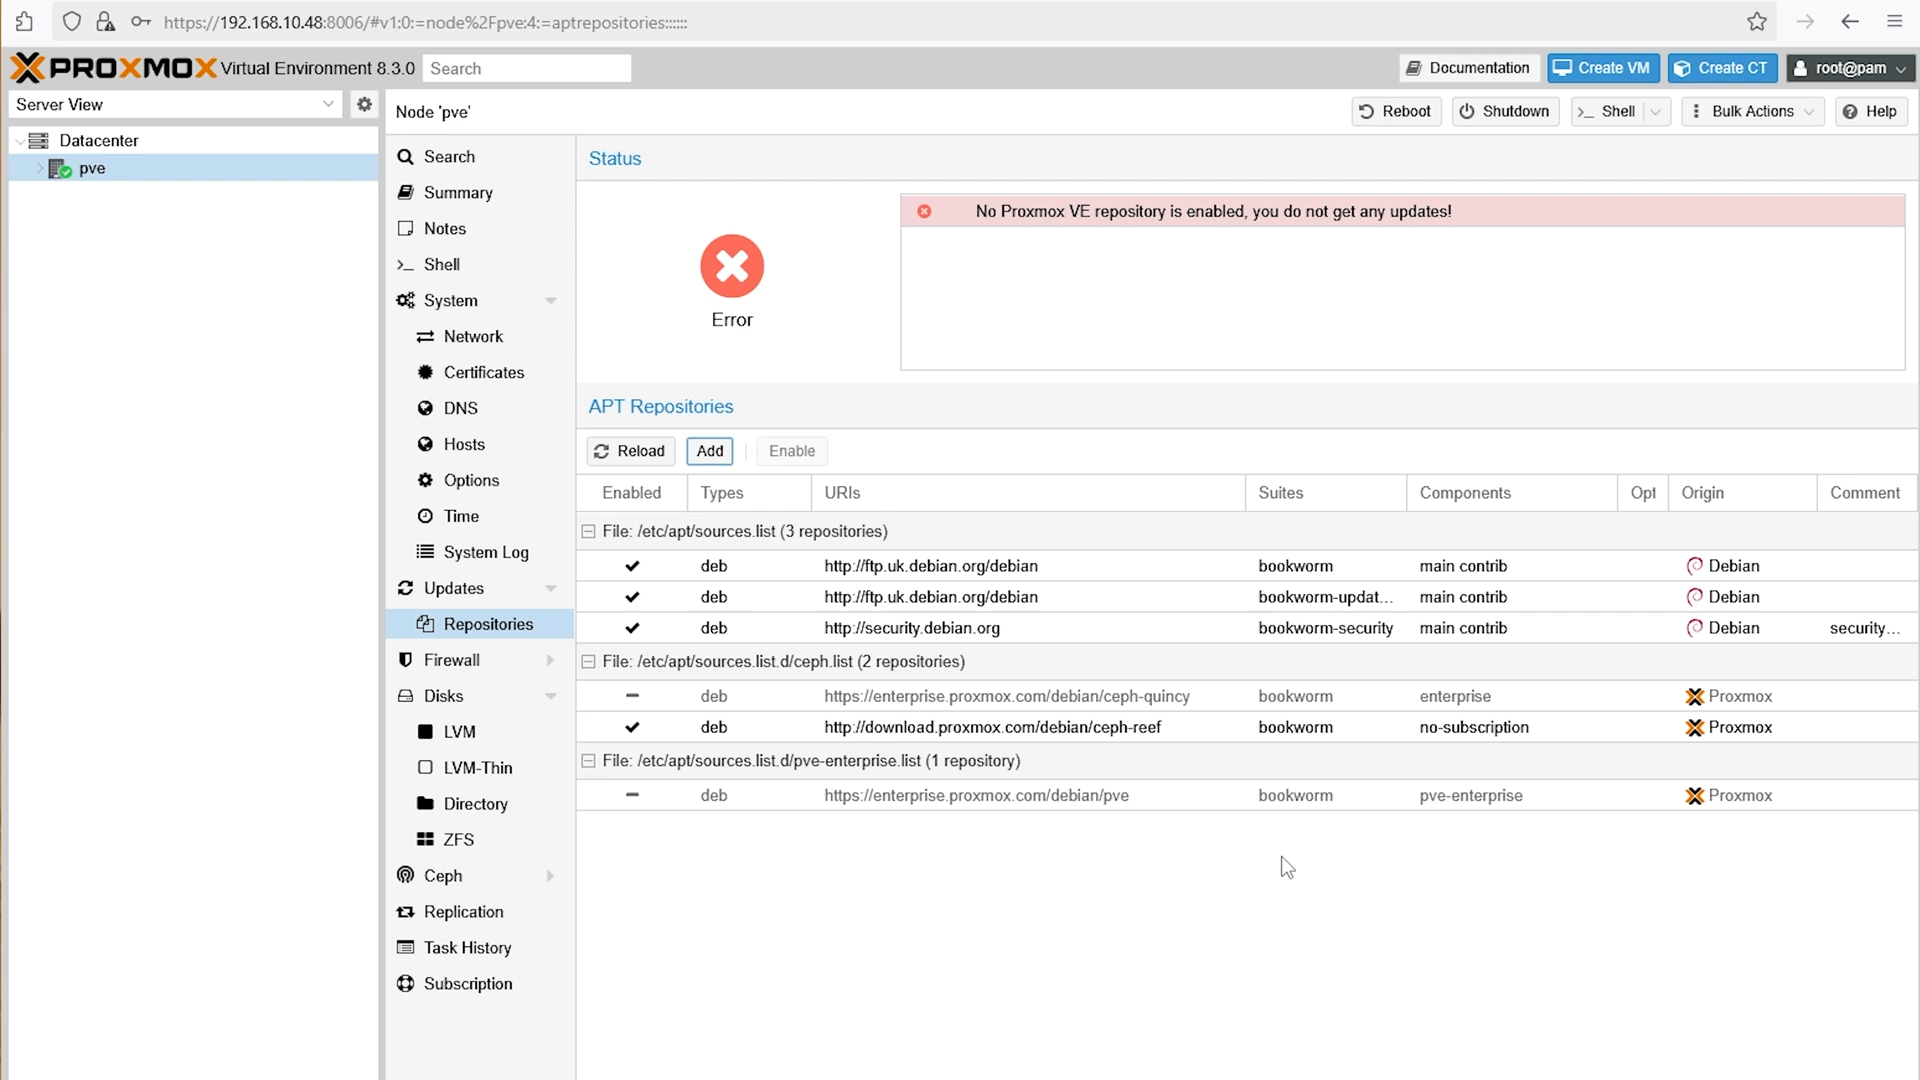 https://192.168.10.48:8006/#v1:0:=node%2Fpve:4:=aptrepositories::::::
PROXMOX Virtual Environment 8.3.0 Search Documentation Create VM Create CT root@pam
Server View
Node 'pve' Reboot Shutdown Shell Bulk Actions Help
Datacenter
pve
Search
Summary
Notes
Shell
System
Network
Certificates
DNS
Hosts
Options
Time
System Log
Updates
Repositories
Firewall
Disks
LVM
LVM-Thin
Directory
ZFS
Ceph
Replication
Task History
Subscription
Status
Error
No Proxmox VE repository is enabled, you do not get any updates!
APT Repositories
Reload Add Enable
Enabled Types URIs Suites Components Opt Origin Comment
File: /etc/apt/sources.list (3 repositories)
deb http://ftp.uk.debian.org/debian bookworm main contrib Debian
deb http://ftp.uk.debian.org/debian bookworm-updat... main contrib Debian
deb http://security.debian.org bookworm-security main contrib Debian security...
File: /etc/apt/sources.list.d/ceph.list (2 repositories)
deb https://enterprise.proxmox.com/debian/ceph-quincy bookworm enterprise Proxmox
deb http://download.proxmox.com/debian/ceph-reef bookworm no-subscription Proxmox
File: /etc/apt/sources.list.d/pve-enterprise.list (1 repository)
deb https://enterprise.proxmox.com/debian/pve bookworm pve-enterprise Proxmox